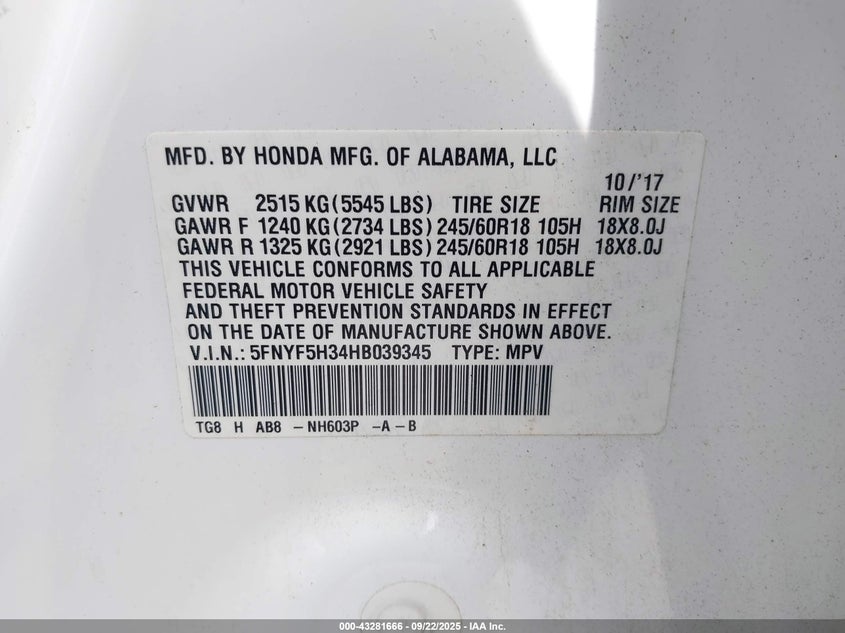 MFD. BY HONDA MFG. OF ALABAMA, LLC
10/'17
GVWR 2515 KG (5545 LBS) TIRE SIZE RIM SIZE
GAWR F 1240 KG (2734 LBS) 245/60R18 105H 18X8.0J
GAWR R 1325 KG (2921 LBS) 245/60R18 105H 18X8.0J
THIS VEHICLE CONFORMS TO ALL APPLICABLE
FEDERAL MOTOR VEHICLE SAFETY
AND THEFT PREVENTION STANDARDS IN EFFECT
ON THE DATE OF MANUFACTURE SHOWN ABOVE.
V.I.N.: 5FNYF5H34HB039345 TYPE: MPV
TG8 H AB8 -NH603P -A-B
000-43281666 - 09/22/2025 - IAA Inc.